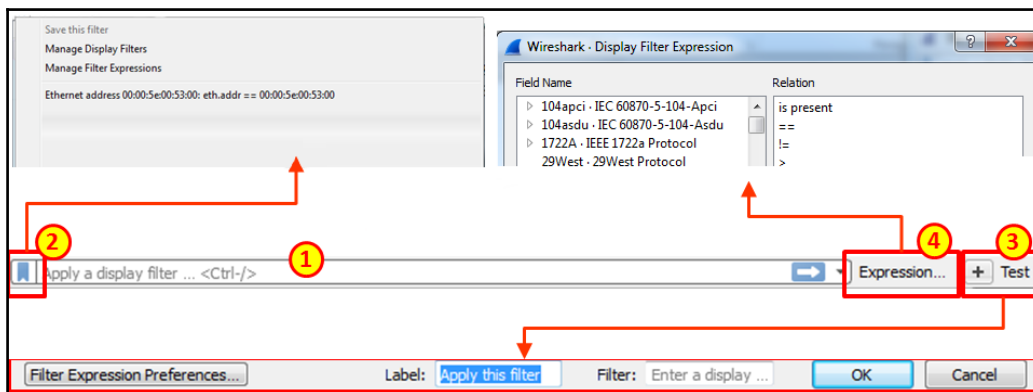 Save this filter
Manage Display Filters
Manage Filter Expressions
Ethernet address 00:00:5e:00:53:00: eth.addr == 00:00:5e:00:53:00
Wireshark · Display Filter Expression
?
X
Field Name
Relation
104apci · IEC 60870-5-104-Apci
104asdu · IEC 60870-5-104-Asdu
1722A · IEEE 1722a Protocol
29West · 29West Protocol
is present
==
!=
>
2
1
4
3
Apply a display filter ... <Ctrl-/>
Expression...
+
Test
Filter Expression Preferences...
Label:
Apply this filter
Filter:
Enter a display ...
OK
Cancel